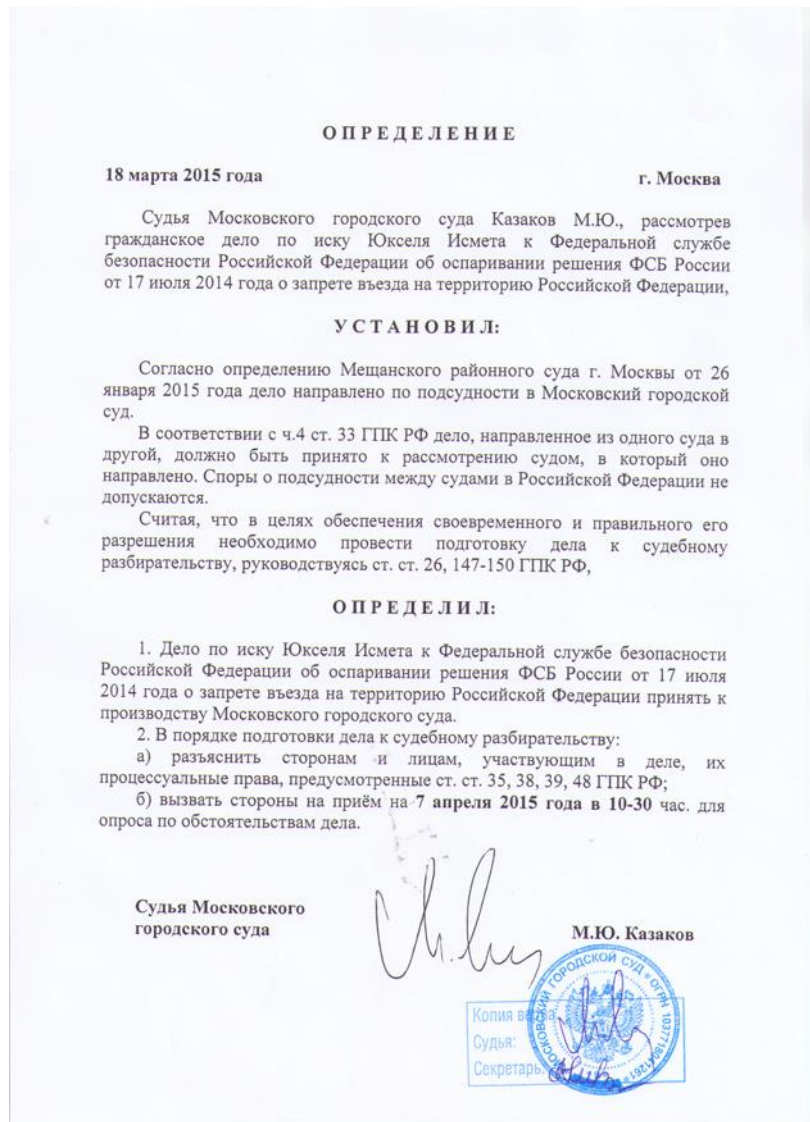 О П Р Е Д Е Л Е Н И Е
18 марта 2015 года
г. Москва
Судья Московского городского суда Казаков М.Ю., рассмотрев
гражданское дело по иску Юкселя Исмета к Федеральной службе
безопасности Российской Федерации об оспаривании решения ФСБ России
от 17 июля 2014 года о запрете въезда на территорию Российской Федерации,
У С Т А Н О В И Л:
Согласно определению Мещанского районного суда г. Москвы от 26
января 2015 года дело направлено по подсудности в Московский городской
суд.
В соответствии с ч.4 ст. 33 ГПК РФ дело, направленное из одного суда в
другой, должно быть принято к рассмотрению судом, в который оно
направлено. Споры о подсудности между судами в Российской Федерации не
допускаются.
Считая, что в целях обеспечения своевременного и правильного его
разрешения необходимо провести подготовку дела к судебному
разбирательству, руководствуясь ст. ст. 26, 147-150 ГПК РФ,
О П Р Е Д Е Л И Л:
1. Дело по иску Юкселя Исмета к Федеральной службе безопасности
Российской Федерации об оспаривании решения ФСБ России от 17 июля
2014 года о запрете въезда на территорию Российской Федерации принять к
производству Московского городского суда.
2. В порядке подготовки дела к судебному разбирательству:
а) разъяснить сторонам и лицам, участвующим в деле, их
процессуальные права, предусмотренные ст. ст. 35, 38, 39, 48 ГПК РФ;
б) вызвать стороны на приём на 7 апреля 2015 года в 10-30 час. для
опроса по обстоятельствам дела.
Судья Московского
городского суда
М.Ю. Казаков
МОСКОВСКИЙ ГОРОДСКОЙ СУД * ОГРН
Копия
Судья:
Секретарь: